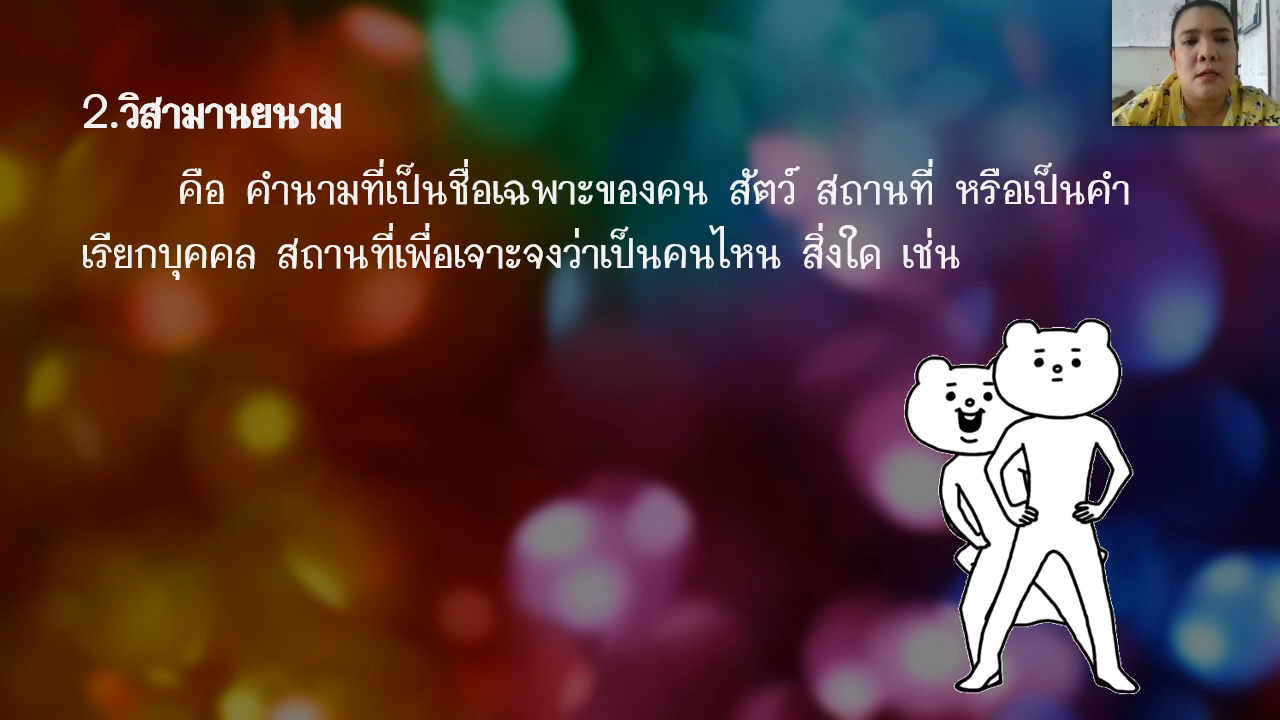 2.วิสามานยนาม
คือ คำนามที่เป็นชื่อเฉพาะของคน สัตว์ สถานที่ หรือเป็นคำ
เรียกบุคคล สถานที่เพื่อเจาะจงว่าเป็นคนไหน สิ่งใด เช่น